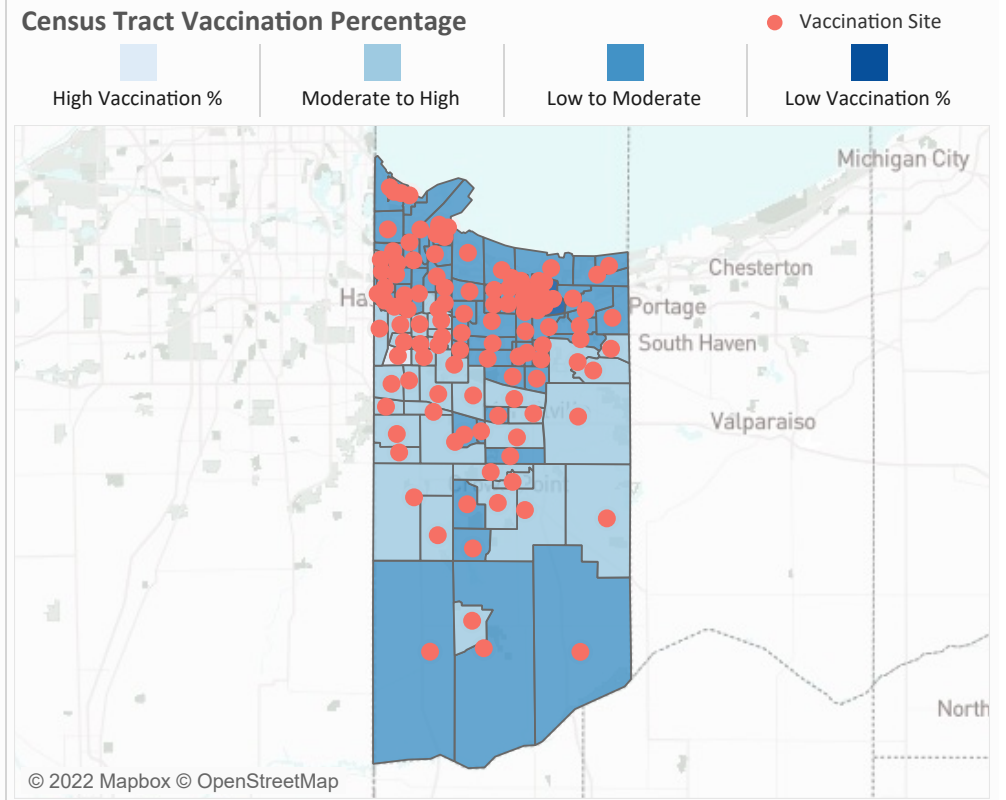 Census Tract Vaccination Percentage
Vaccination Site
High Vaccination %
Moderate to High
Low to Moderate
Low Vaccination %
Michigan City
Chesterton
Portage
South Haven
Valparaiso
Point
North
© 2022 Mapbox © OpenStreetMap